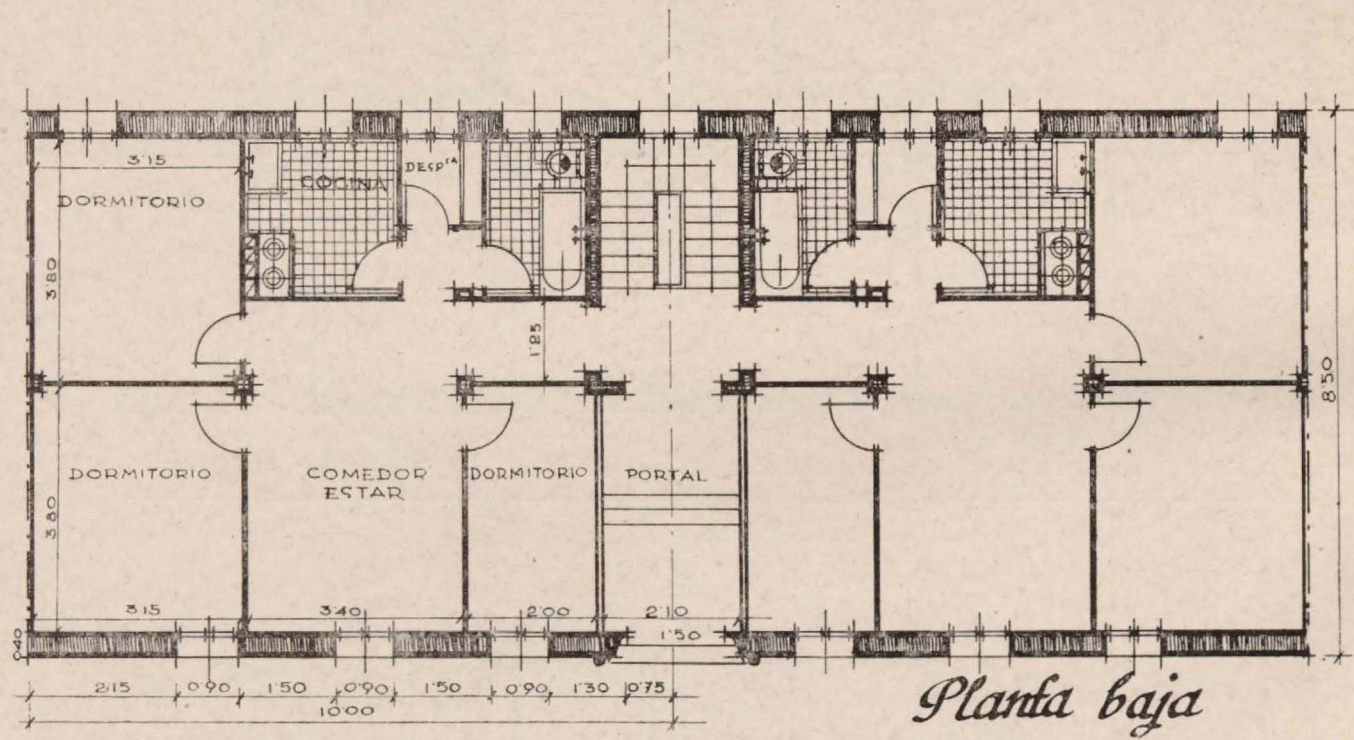 3'15
DORMITORIO
COCINA
DESPSA
3'80
1'25
8'50
DORMITORIO
COMEDOR
ESTAR
DORMITORIO
PORTAL
3'80
3'15
3'40
2'00
2'10
1'50
0'40
2'15
0'90
1'50
0'90
1'50
0'90
1'30
0'75
10'00
Planta baja